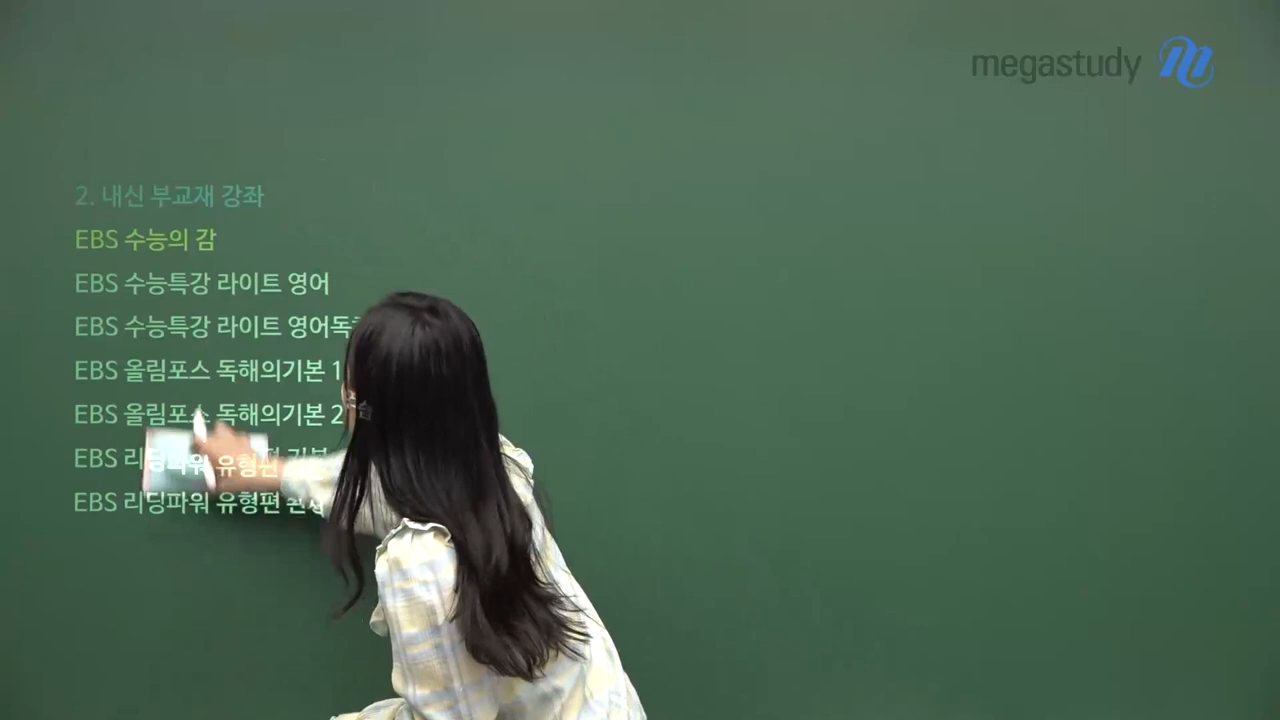 megastudy
2. 내신 부교재 강좌
EBS 수능의 감
EBS 수능특강 라이트 영어
EBS 수능특강 라이트 영어독
EBS 올림포스 독해의기본 1
EBS 올림포스 독해의기본 2
EBS 리딩파워 유형편
EBS 리딩파워 유형편